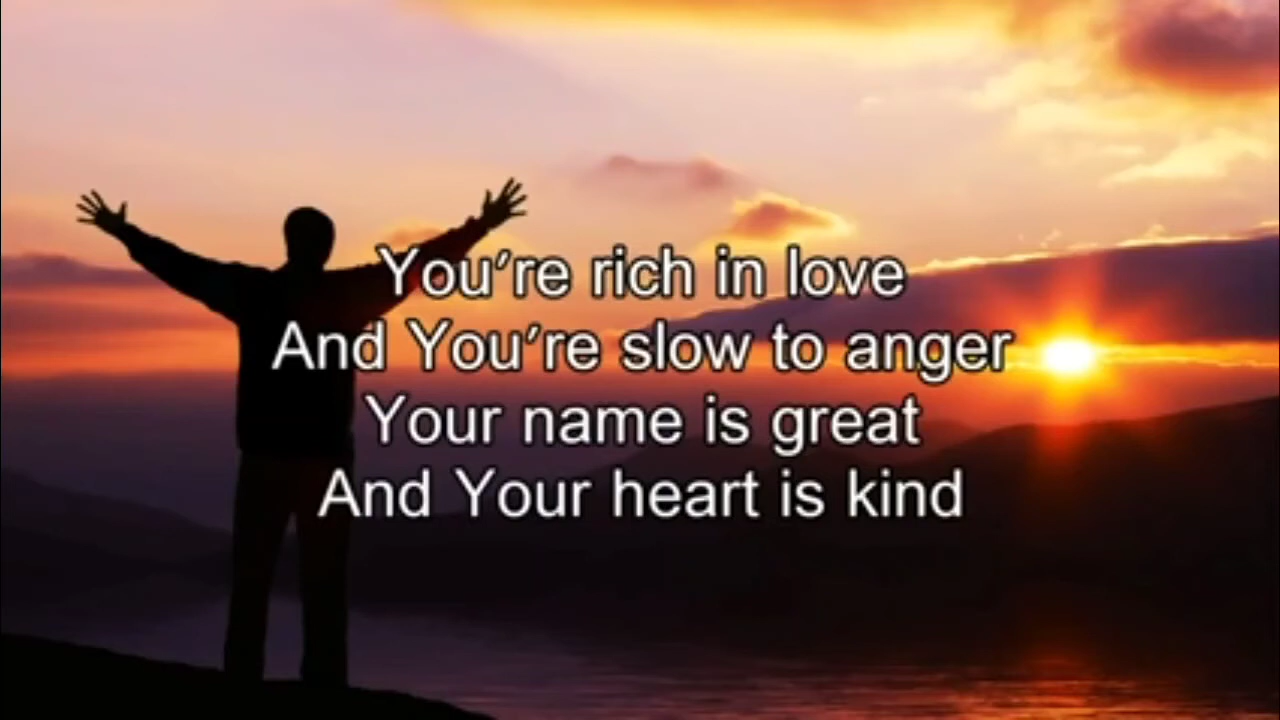 You're rich in love
And You're slow to anger
Your name is great
And Your heart is kind